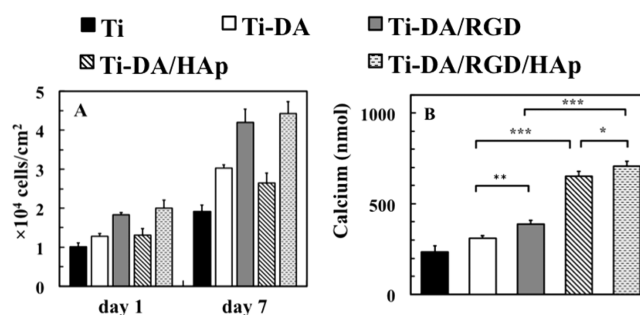 Ti Ti-DA Ti-DA/RGD
Ti-DA/HAp Ti-DA/RGD/HAp
A
5
4
3
2
1
0
×10⁴ cells/cm²
day 1 day 7
B
1000
500
0
Calcium (nmol)
***
*** *
**